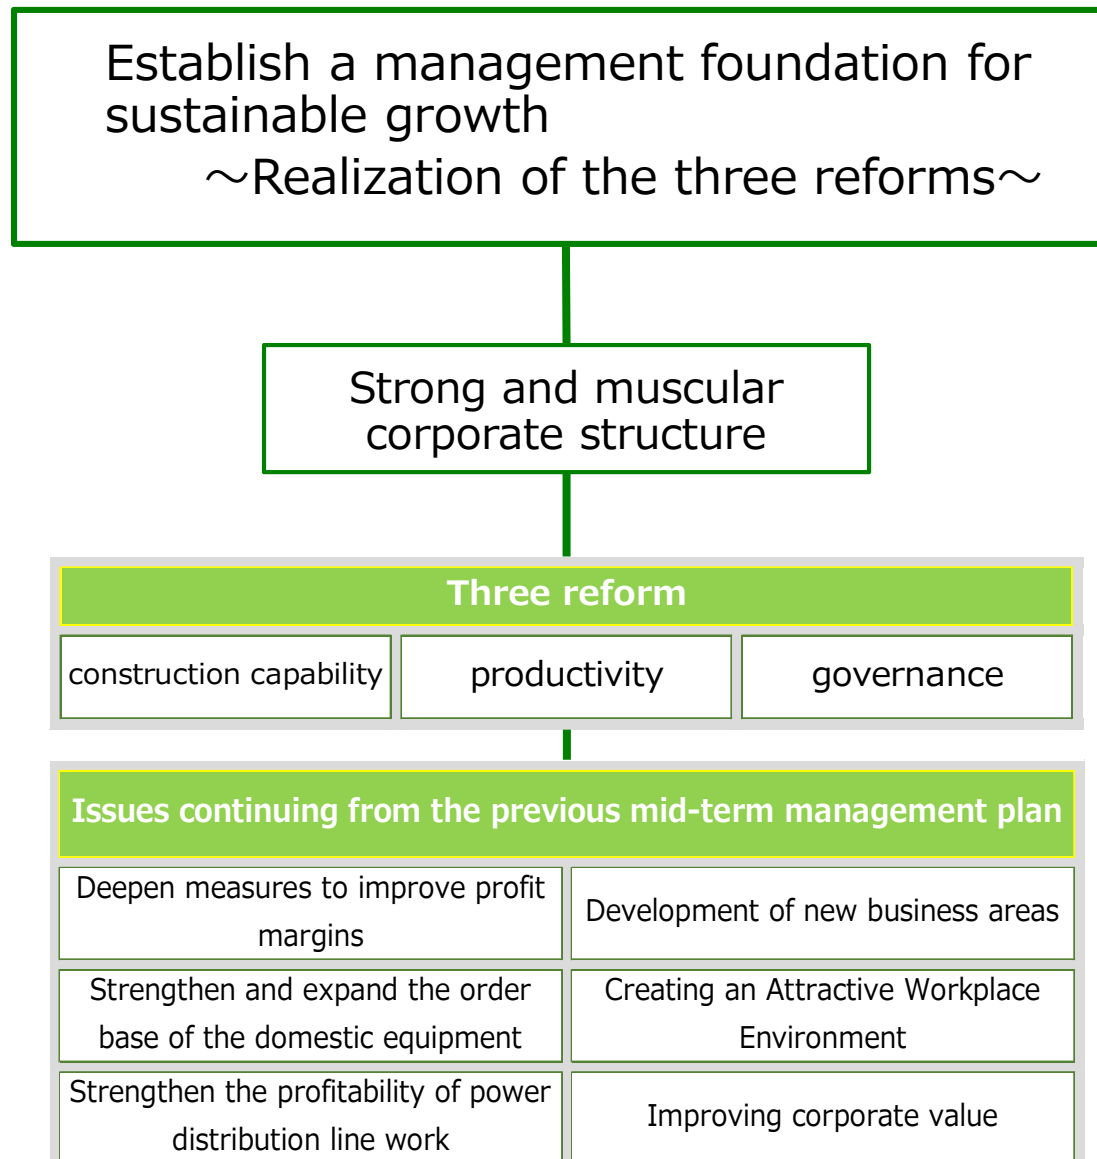 Establish a management foundation for
sustainable growth
～Realization of the three reforms～
Strong and muscular
corporate structure
Three reform
construction capability
productivity
governance
Issues continuing from the previous mid-term management plan
Deepen measures to improve profit
margins
Development of new business areas
Strengthen and expand the order
base of the domestic equipment
Creating an Attractive Workplace
Environment
Strengthen the profitability of power
distribution line work
Improving corporate value